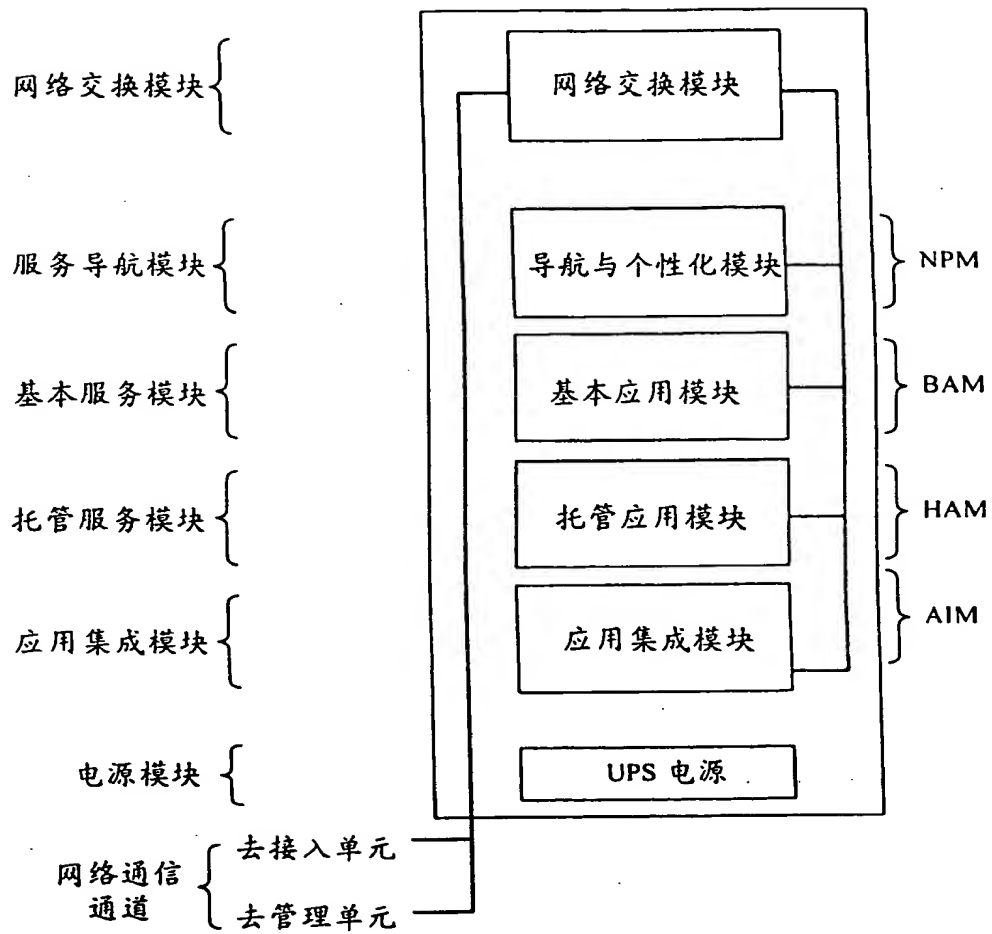 网络交换模块
网络交换模块
服务导航模块
导航与个性化模块
NPM
基本服务模块
基本应用模块
BAM
托管服务模块
托管应用模块
HAM
应用集成模块
应用集成模块
AIM
电源模块
UPS 电源
网络通信
通道
去接入单元
去管理单元